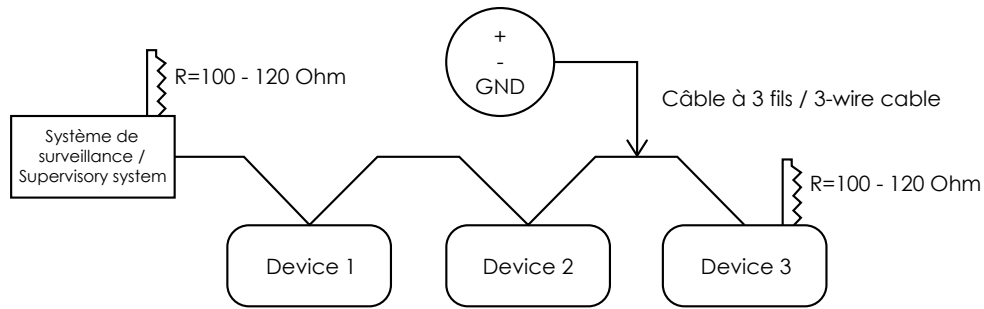 +
-
GND
R=100 - 120 Ohm
Câble à 3 fils / 3-wire cable
Système de
surveillance /
Supervisory system
R=100 - 120 Ohm
Device 1
Device 2
Device 3